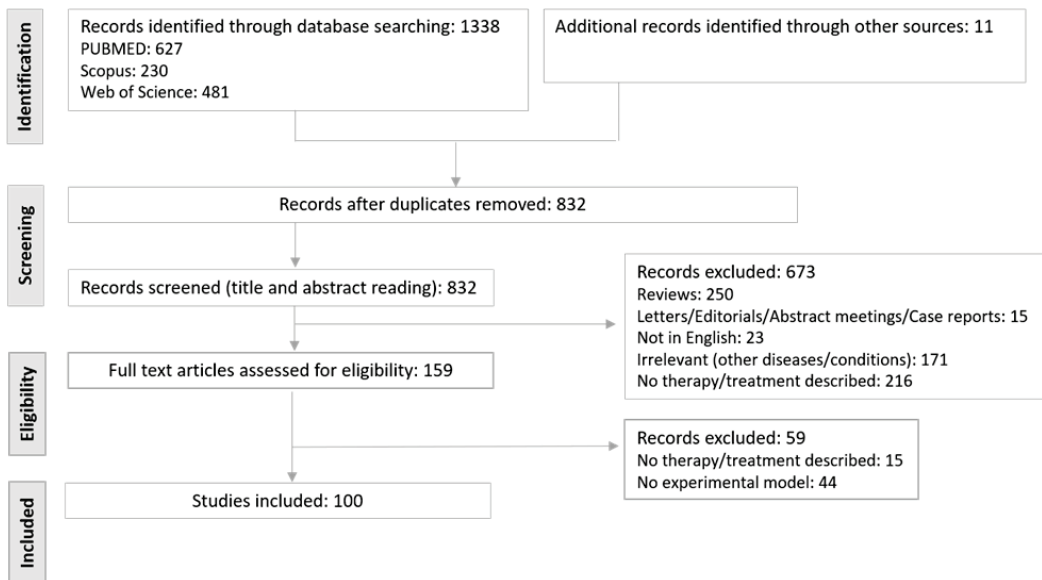 Identification
Records identified through database searching: 1338
PUBMED: 627
Scopus: 230
Web of Science: 481
Additional records identified through other sources: 11
Screening
Records after duplicates removed: 832
Records screened (title and abstract reading): 832
Records excluded: 673
Reviews: 250
Letters/Editorials/Abstract meetings/Case reports: 15
Not in English: 23
Irrelevant (other diseases/conditions): 171
No therapy/treatment described: 216
Eligibility
Full text articles assessed for eligibility: 159
Records excluded: 59
No therapy/treatment described: 15
No experimental model: 44
Included
Studies included: 100